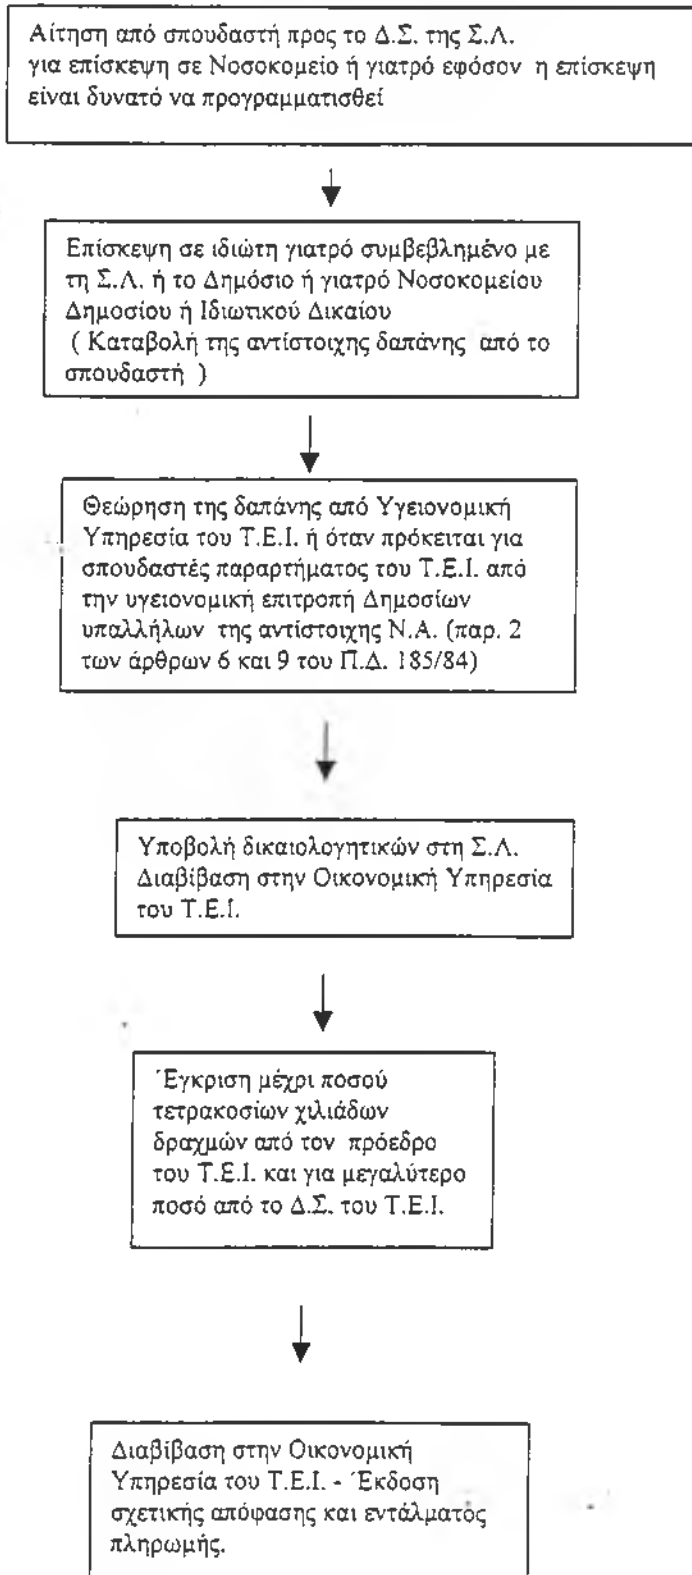 Αίτηση από σπουδαστή προς το Δ.Σ. της Σ.Λ.
για επίσκεψη σε Νοσοκομείο ή γιατρό εφόσον η επίσκεψη
είναι δυνατό να προγραμματισθεί
Επίσκεψη σε ιδιώτη γιατρό συμβεβλημένο με
τη Σ.Λ. ή το Δημόσιο ή γιατρό Νοσοκομείου
Δημοσίου ή Ιδιωτικού Δικαίου
( Καταβολή της αντίστοιχης δαπάνης από το
σπουδαστή )
Θεώρηση της δαπάνης από Υγειονομική
Υπηρεσία του Τ.Ε.Ι. ή όταν πρόκειται για
σπουδαστές παραρτήματος του Τ.Ε.Ι. από
την υγειονομική επιτροπή Δημοσίων
υπαλλήλων της αντίστοιχης Ν.Α. (παρ. 2
των άρθρων 6 και 9 του Π.Δ. 185/84)
Υποβολή δικαιολογητικών στη Σ.Λ.
Διαβίβαση στην Οικονομική Υπηρεσία
του Τ.Ε.Ι.
Έγκριση μέχρι ποσού
τετρακοσίων χιλιάδων
δραχμών από τον πρόεδρο
του Τ.Ε.Ι. και για μεγαλύτερο
ποσό από το Δ.Σ. του Τ.Ε.Ι.
Διαβίβαση στην Οικονομική
Υπηρεσία του Τ.Ε.Ι. - Έκδοση
σχετικής απόφασης και εντάλματος
πληρωμής.